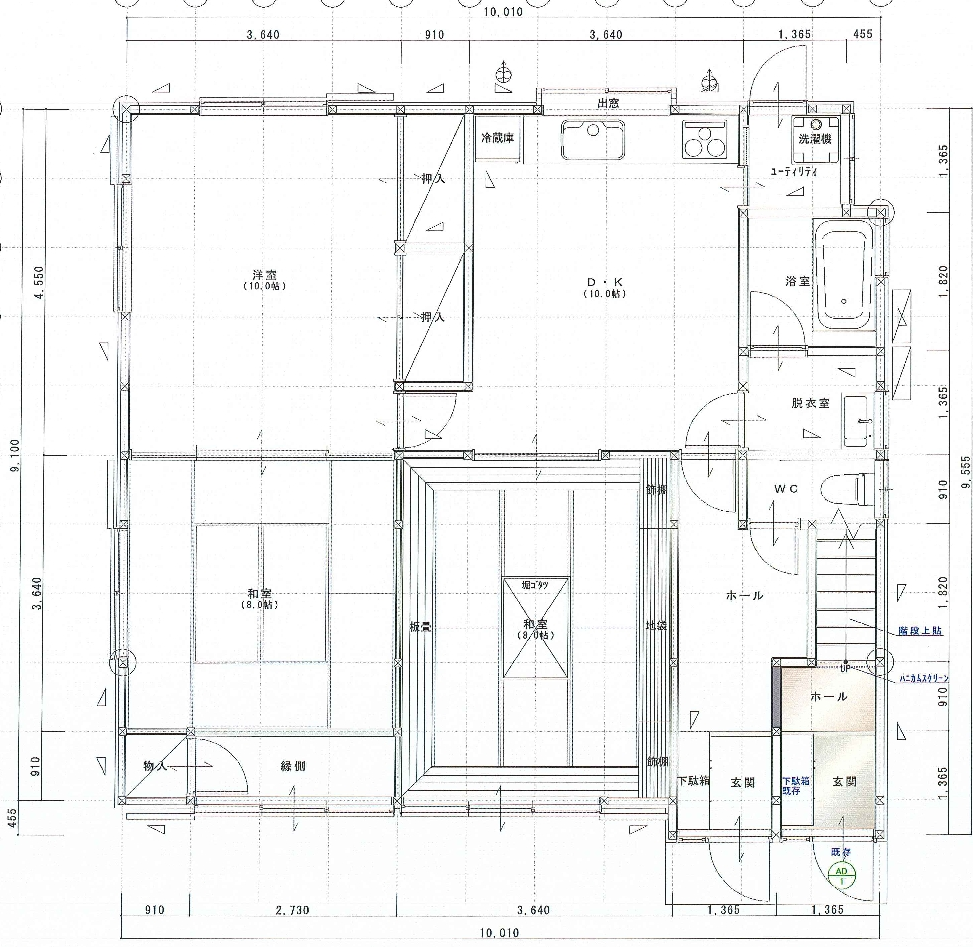 10,010
3,640
910
3,640
1,365
455
出窓
冷蔵庫
洗濯機
ユーティリティ
押入
1,365
洋室
(10.0帖)
D・K
(10.0帖)
浴室
4,550
1,820
押入
脱衣室
1,365
9,100
9,555
飾棚
WC
910
堀ゴタツ
和室
(8.0帖)
和室
(8.0帖)
板畳
地袋
ホール
3,640
1,820
階段上貼
UP
ハニカムスクリーン
ホール
910
物入
縁側
飾棚
下駄箱
玄関
下駄箱
既存
玄関
910
1,365
455
既存
AD
1
910
2,730
3,640
1,365
1,365
10,010